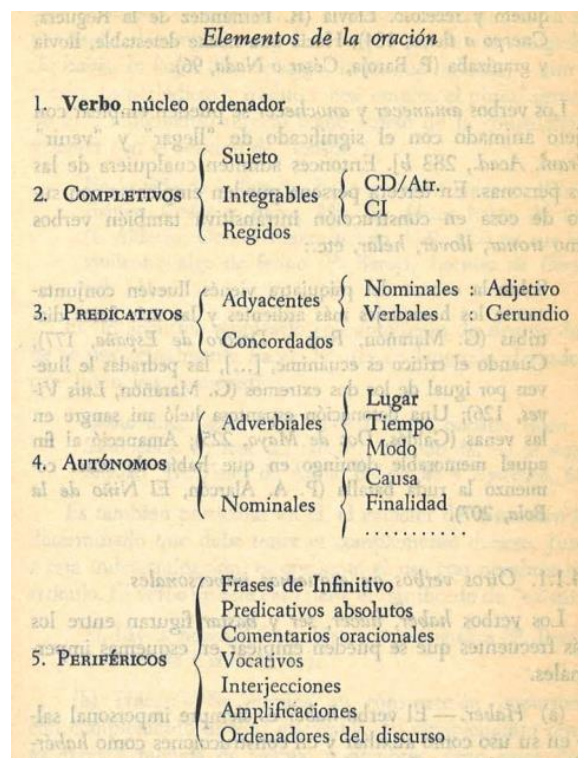 Elementos de la oración
1. Verbo núcleo ordenador
2. COMPLETIVOS
Sujeto
Integrables
CD/Atr.
CI
Regidos
3. PREDICATIVOS
Adyacentes
Nominales : Adjetivo
Verbales : Gerundio
Concordados
4. AUTÓNOMOS
Adverbiales
Lugar
Tiempo
Modo
Nominales
Causa
Finalidad
...........
5. PERIFÉRICOS
Frases de Infinitivo
Predicativos absolutos
Comentarios oracionales
Vocativos
Interjecciones
Amplificaciones
Ordenadores del discurso